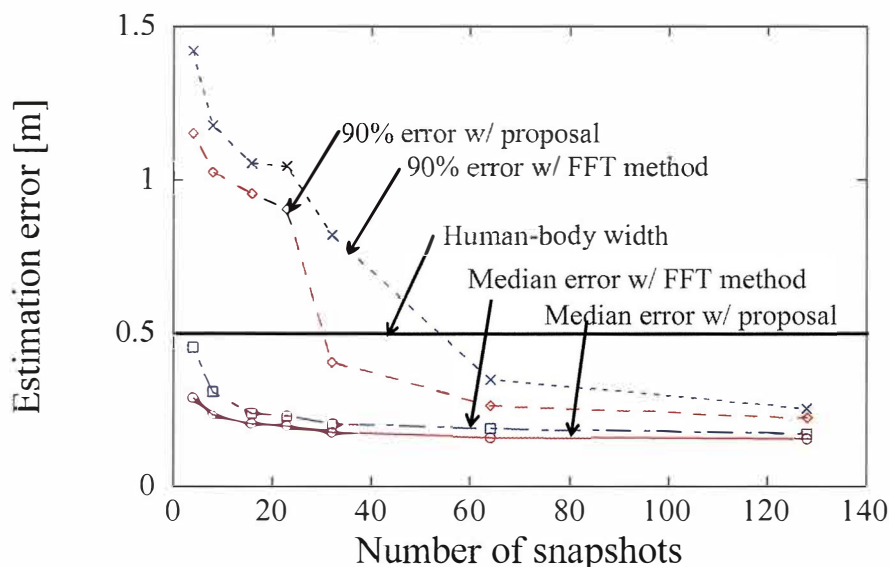 1.5
1
0.5
0
Estimation error [m]
90% error w/ proposal
90% error w/ FFT method
Human-body width
Median error w/ FFT method
Median error w/ proposal
0 20 40 60 80 100 120 140
Number of snapshots